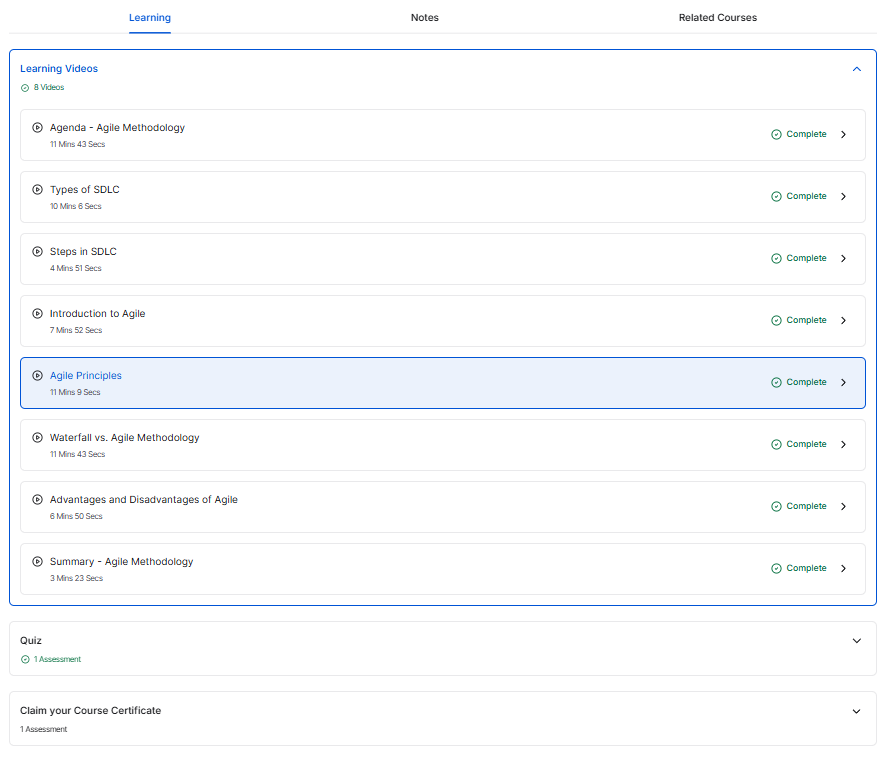 Learning
Notes
Related Courses
Learning Videos
8 Videos
Agenda - Agile Methodology
11 Mins 43 Secs
Complete
Types of SDLC
10 Mins 6 Secs
Complete
Steps in SDLC
4 Mins 51 Secs
Complete
Introduction to Agile
7 Mins 52 Secs
Complete
Agile Principles
11 Mins 9 Secs
Complete
Waterfall vs. Agile Methodology
11 Mins 43 Secs
Complete
Advantages and Disadvantages of Agile
6 Mins 50 Secs
Complete
Summary - Agile Methodology
3 Mins 23 Secs
Complete
Quiz
1 Assessment
Claim your Course Certificate
1 Assessment